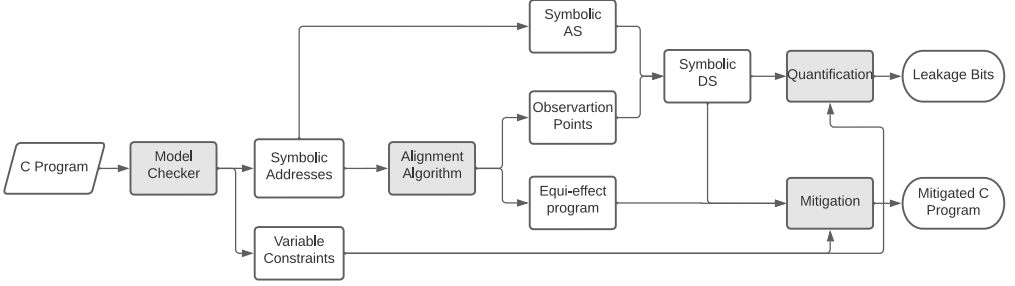 C Program
Model
Checker
Symbolic
Addresses
Variable
Constraints
Alignment
Algorithm
Symbolic
AS
Observartion
Points
Equi-effect
program
Symbolic
DS
Quantification
Mitigation
Leakage Bits
Mitigated C
Program